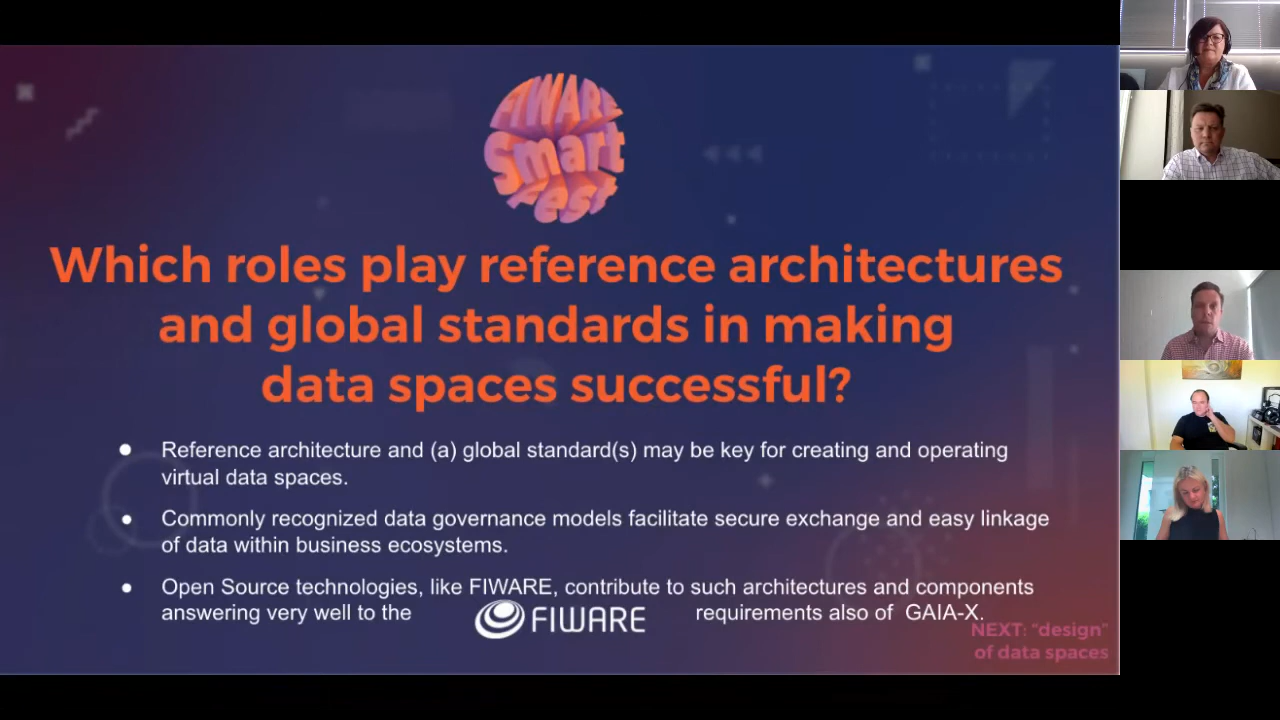 FIWARE
Smart
Fest
Which roles play reference architectures
and global standards in making
data spaces successful?
● Reference architecture and (a) global standard(s) may be key for creating and operating
virtual data spaces.
● Commonly recognized data governance models facilitate secure exchange and easy linkage
of data within business ecosystems.
● Open Source technologies, like FIWARE, contribute to such architectures and components
answering very well to the FIWARE requirements also of GAIA-X.
NEXT: "design"
of data spaces